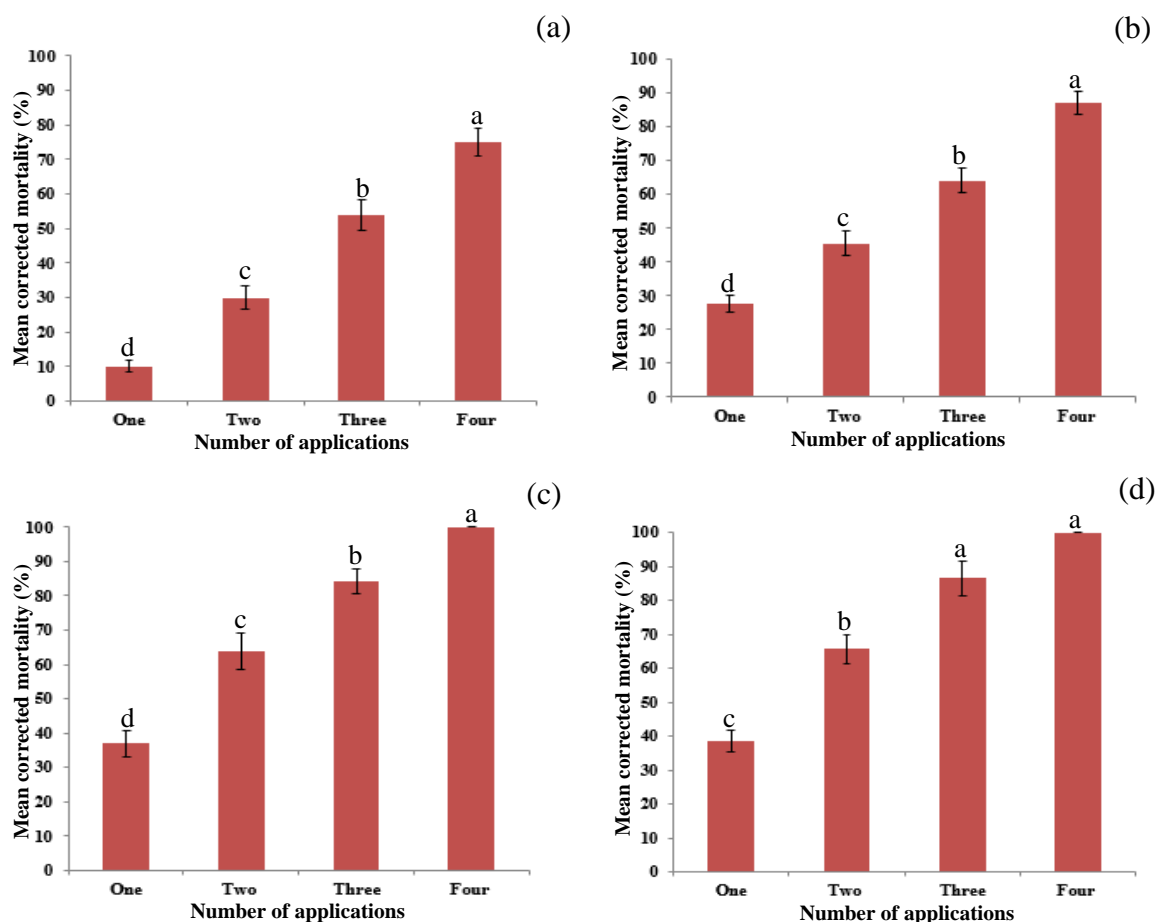 (a)
Mean corrected mortality (%)
100
90
80
70
60
50
40
30
20
10
0
d
c
b
a
One Two Three Four
Number of applications
(b)
Mean corrected mortality (%)
100
90
80
70
60
50
40
30
20
10
0
d
c
b
a
One Two Three Four
Number of applications
(c)
Mean corrected mortality (%)
100
90
80
70
60
50
40
30
20
10
0
d
c
b
a
One Two Three Four
Number of applications
(d)
Mean corrected mortality (%)
100
90
80
70
60
50
40
30
20
10
0
c
b
a
a
One Two Three Four
Number of applications